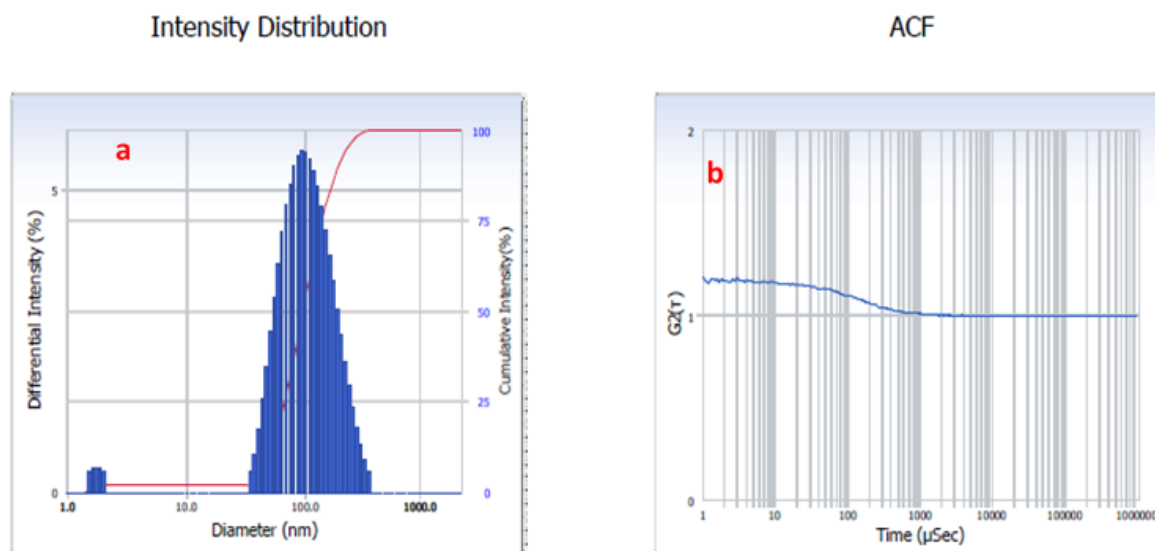 Intensity Distribution
a
Differential Intensity (%)
5
0
100
75
50
25
0
Cumulative Intensity(%)
1.0 10.0 100.0 1000.0
Diameter (nm)
ACF
b
G2(τ)
2
1
0
1 10 100 1000 10000 100000 1000000
Time (µSec)